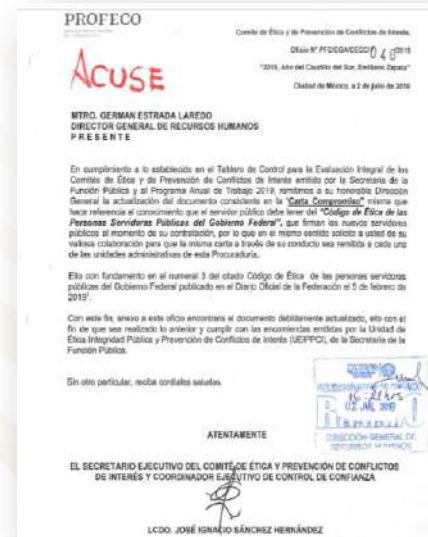 PROFECO
Comité de Ética y de Prevención de Conflictos de Interés.
"2019, Año del Caudillo del Sur, Emiliano Zapata"
Ciudad de México, a 2 de julio de 2019
ACUSE
MTRO. GERMAN ESTRADA LAREDO
DIRECTOR GENERAL DE RECURSOS HUMANOS
P R E S E N T E
En cumplimiento a lo establecido en el Tablero de Control para la Evaluación Integral de los
Comités de Ética y de Prevención de Conflictos de Interés emitido por la Secretaría de la
Función Pública y al Programa Anual de Trabajo 2019, remitimos a su honorable Dirección
General la actualización del documento consistente en la "Carta Compromiso" misma que
hace referencia al conocimiento que el servidor público debe tener del "Código de Ética de las
Personas Servidoras Públicas del Gobierno Federal", que firman los nuevos servidores
públicos al momento de su contratación, por lo que en el mismo sentido solicito a usted de su
valiosa colaboración para que la misma carta a través de su conducto sea remitida a cada una
de las unidades administrativas de esta Procuraduría.
Ello con fundamento en el numeral 3 del citado Código de Ética de las personas servidoras
públicas del Gobierno Federal publicado en el Diario Oficial de la Federación el 5 de febrero de
2019".
Con este fin, anexo a este oficio encontrara el documento debidamente actualizado, ello con el
fin de que sea realizado lo anterior y cumplir con las encomiendas emitidas por la Unidad de
Ética Integridad Pública y Prevención de Conflictos de Interés (UEIPPCI), de la Secretaría de la
Función Pública.
Sin otro particular, reciba cordiales saludos.
02 JUL 2019
DIRECCIÓN GENERAL DE
RECURSOS HUMANOS
ATENTAMENTE
EL SECRETARIO EJECUTIVO DEL COMITÉ DE ÉTICA Y PREVENCIÓN DE CONFLICTOS
DE INTERÉS Y COORDINADOR EJECUTIVO DE CONTROL DE CONFIANZA
LCDO. JOSÉ IGNACIO SÁNCHEZ HERNÁNDEZ